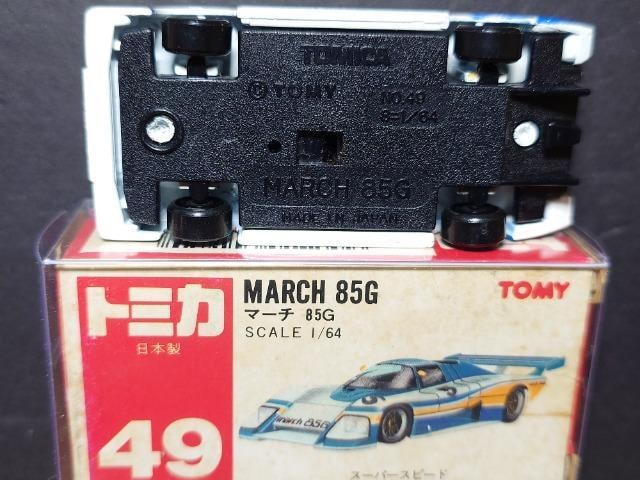 TOMICA
TOMY
NO.49
S=1/64
MARCH 85G
MADE IN JAPAN
トミカ
日本製
49
MARCH 85G
マーチ 85G
SCALE 1/64
TOMY
march 85G
スーパースピード